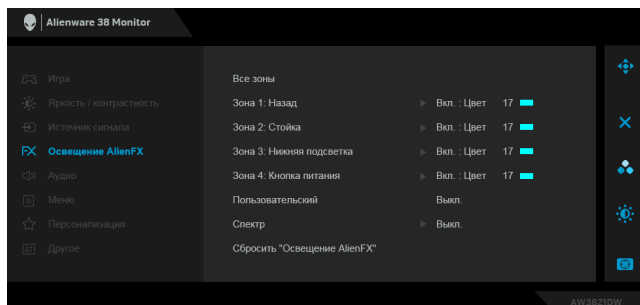 Alienware 38 Monitor
Игра
Яркость / контрастность
Источник сигнала
FX Освещение AlienFX
Аудио
Меню
Персонализация
Другое
Все зоны
Зона 1: Назад Вкл. : Цвет 17
Зона 2: Стойка Вкл. : Цвет 17
Зона 3: Нижняя подсветка Вкл. : Цвет 17
Зона 4: Кнопка питания Вкл. : Цвет 17
Пользовательский Выкл.
Спектр Выкл.
Сбросить "Освещение AlienFX"
AW3821DW